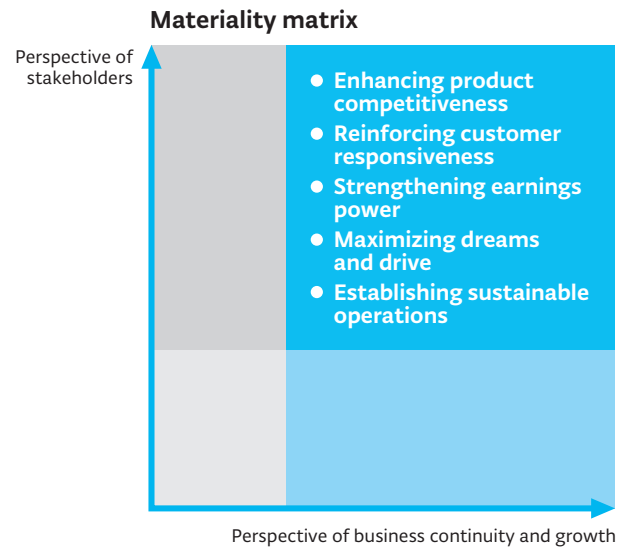 Materiality matrix
Perspective of
stakeholders
● Enhancing product
competitiveness
● Reinforcing customer
responsiveness
● Strengthening earnings
power
● Maximizing dreams
and drive
● Establishing sustainable
operations
Perspective of business continuity and growth